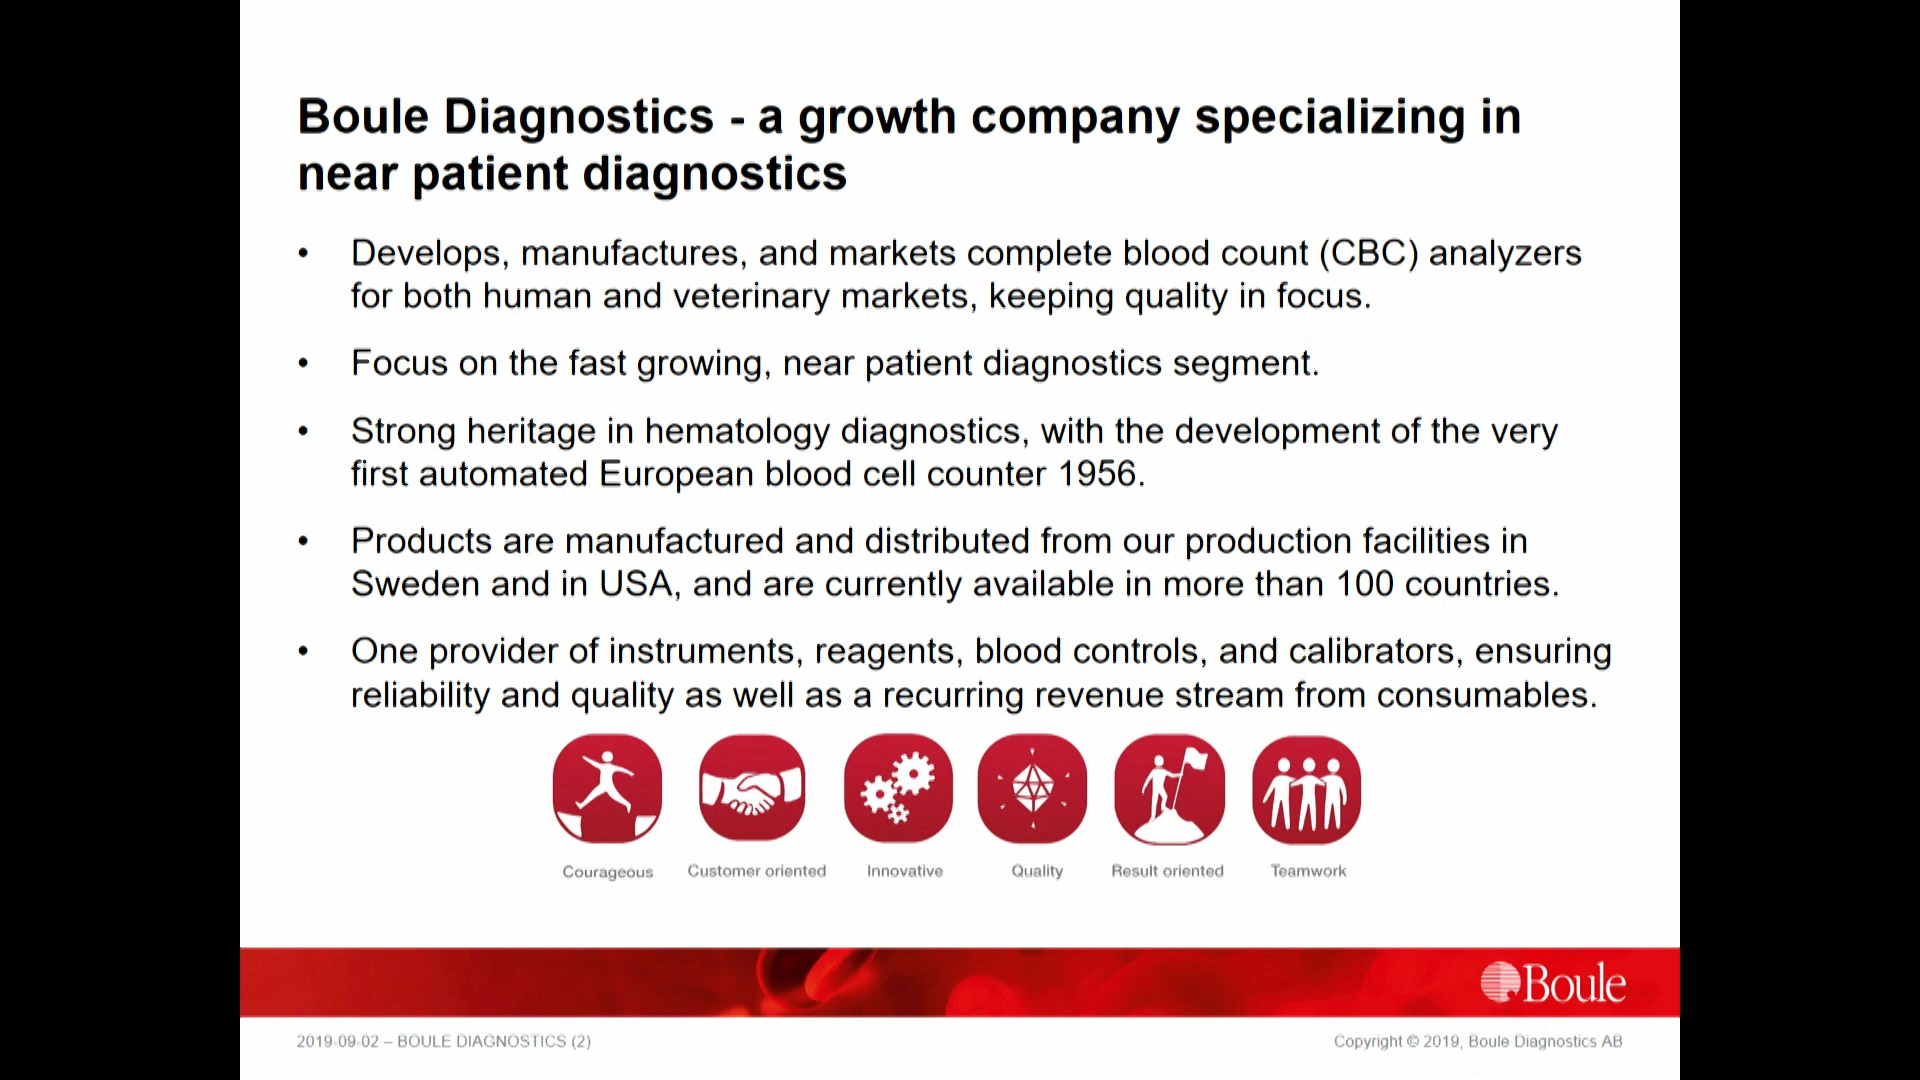 Boule Diagnostics - a growth company specializing in
near patient diagnostics
• Develops, manufactures, and markets complete blood count (CBC) analyzers
for both human and veterinary markets, keeping quality in focus.
• Focus on the fast growing, near patient diagnostics segment.
• Strong heritage in hematology diagnostics, with the development of the very
first automated European blood cell counter 1956.
• Products are manufactured and distributed from our production facilities in
Sweden and in USA, and are currently available in more than 100 countries.
• One provider of instruments, reagents, blood controls, and calibrators, ensuring
reliability and quality as well as a recurring revenue stream from consumables.
Courageous Customer oriented Innovative Quality Result oriented Teamwork
Boule
2019-09-02 – BOULE DIAGNOSTICS (2) Copyright © 2019, Boule Diagnostics AB